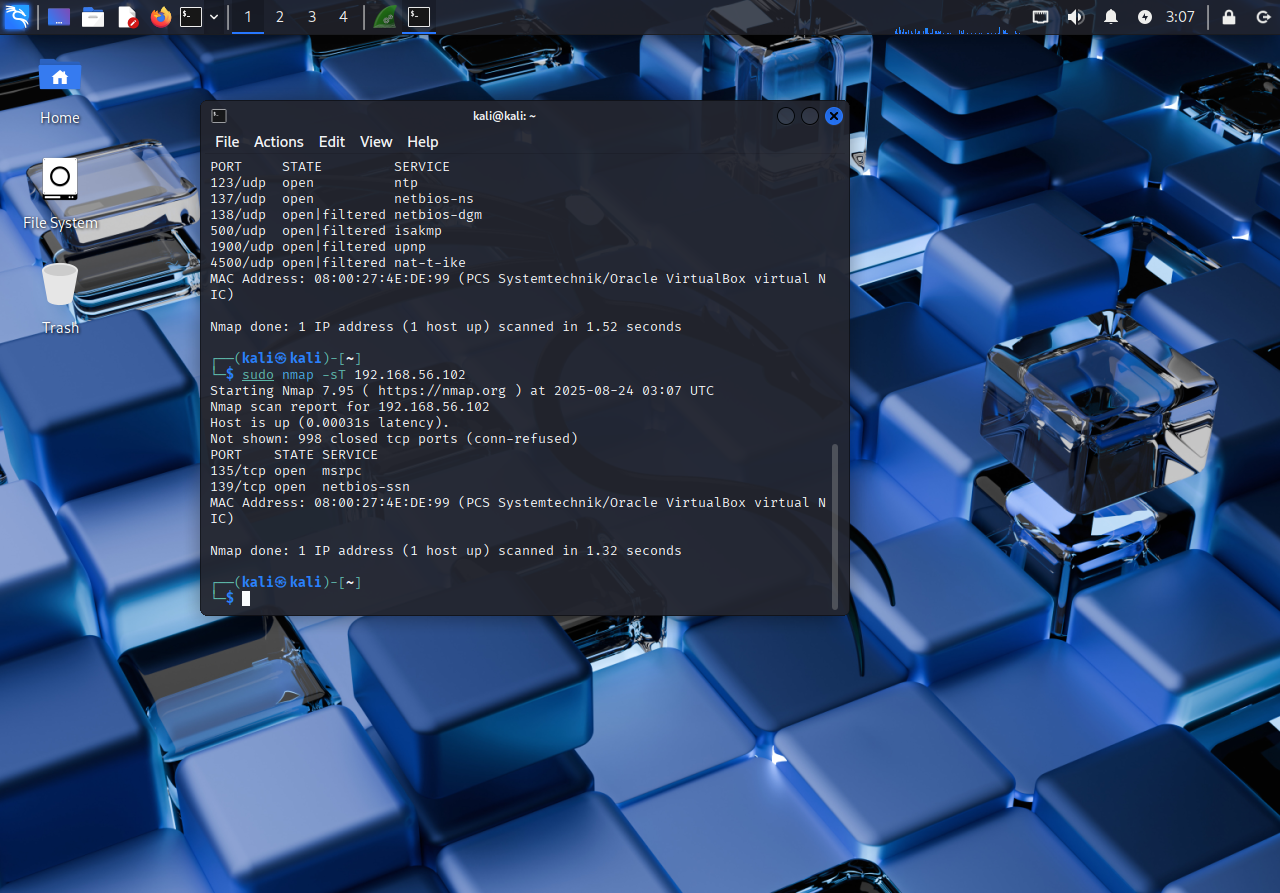 1 2 3 4 3:07
Home
File System
Trash
kali@kali: ~
File Actions Edit View Help
PORT     STATE         SERVICE
123/udp  open          ntp
137/udp  open          netbios-ns
138/udp  open|filtered netbios-dgm
500/udp  open|filtered isakmp
1900/udp open|filtered upnp
4500/udp open|filtered nat-t-ike
MAC Address: 08:00:27:4E:DE:99 (PCS Systemtechnik/Oracle VirtualBox virtual N
IC)
Nmap done: 1 IP address (1 host up) scanned in 1.52 seconds
┌──(kali㉿kali)-[~]
└─$ sudo nmap -sT 192.168.56.102
Starting Nmap 7.95 ( https://nmap.org ) at 2025-08-24 03:07 UTC
Nmap scan report for 192.168.56.102
Host is up (0.00031s latency).
Not shown: 998 closed tcp ports (conn-refused)
PORT    STATE SERVICE
135/tcp open  msrpc
139/tcp open  netbios-ssn
MAC Address: 08:00:27:4E:DE:99 (PCS Systemtechnik/Oracle VirtualBox virtual N
IC)
Nmap done: 1 IP address (1 host up) scanned in 1.32 seconds
┌──(kali㉿kali)-[~]
└─$